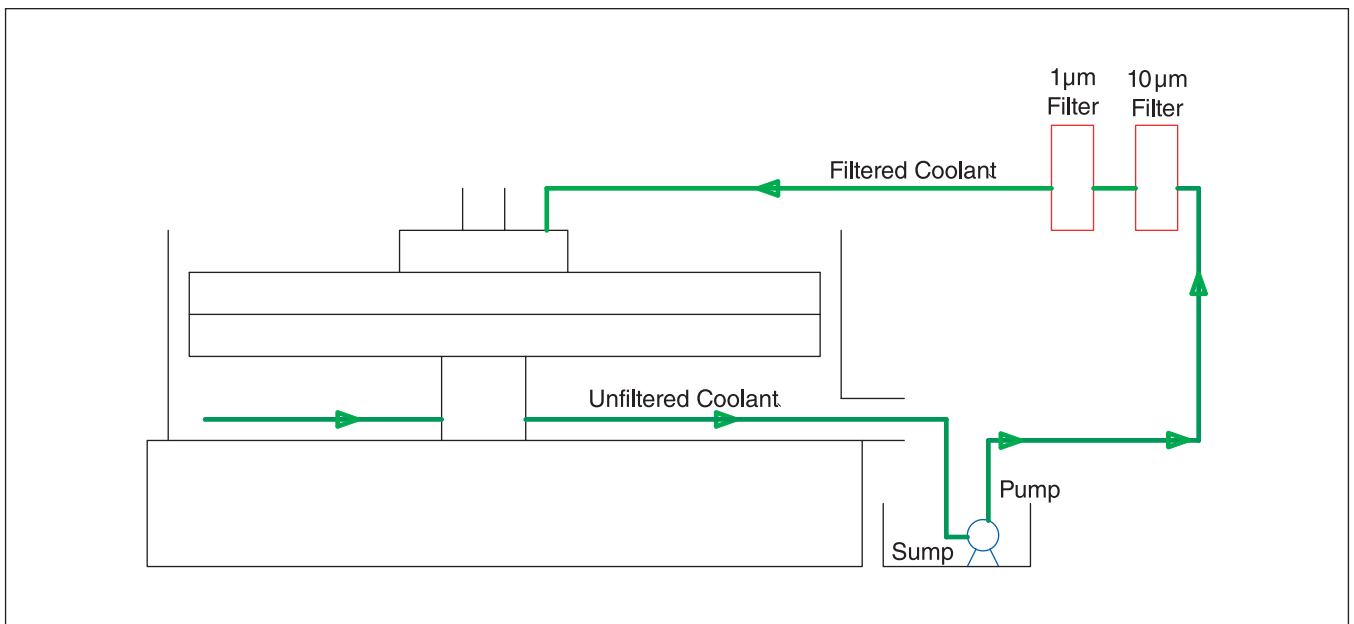 1µm
Filter
10µm
Filter
Filtered Coolant
Unfiltered Coolant
Pump
Sump